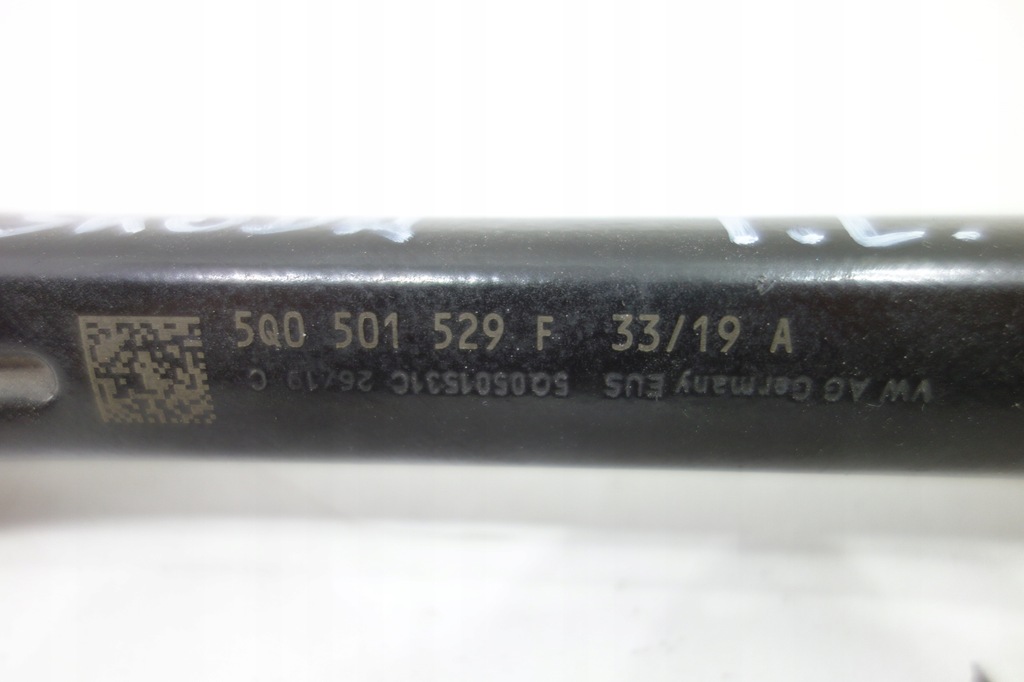 5Q0 501 529 F 33/19 A
VW AG Germany EUS 5Q0501531C 26/19 C